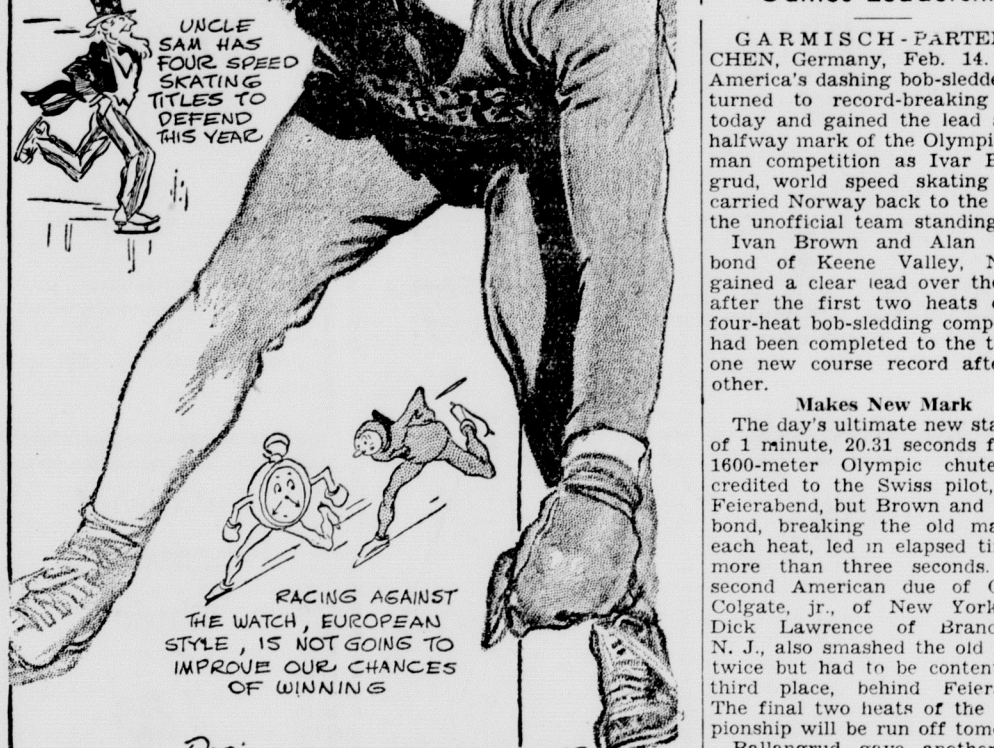 UNCLE
SAM HAS
FOUR SPEED
SKATING
TITLES TO
DEFEND
THIS YEAR
RACING AGAINST
THE WATCH, EUROPEAN
STYLE, IS NOT GOING TO
IMPROVE OUR CHANCES
OF WINNING
GARMISCH-PARTEN
CHEN, Germany, Feb. 14.
America's dashing bob-sledde
turned to record-breaking
today and gained the lead
halfway mark of the Olympi
man competition as Ivar
grud, world speed skating
carried Norway back to the
the unofficial team standing
Ivan Brown and Alan
bond of Keene Valley, N
gained a clear lead over the
after the first two heats
four-heat bob-sledding comp
had been completed to the t
one new course record afte
other.
Makes New Mark
The day's ultimate new sta
of 1 minute, 20.31 seconds f
1600-meter Olympic chute
credited to the Swiss pilot,
Feierabend, but Brown and
bond, breaking the old ma
each heat, led in elapsed ti
more than three seconds.
second American due of
Colgate, jr., of New York
Dick Lawrence of Branc
N. J., also smashed the old
twice but had to be content
third place, behind Feier
The final two heats of the
pionship will be run off tom